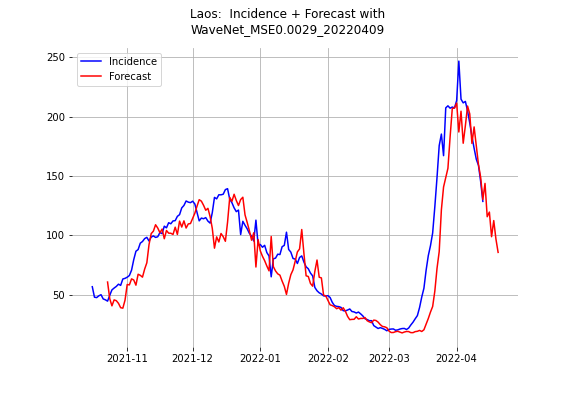 Laos:  Incidence + Forecast with
WaveNet_MSE0.0029_20220409
Incidence
Forecast
250
200
150
100
50
2021-11
2021-12
2022-01
2022-02
2022-03
2022-04